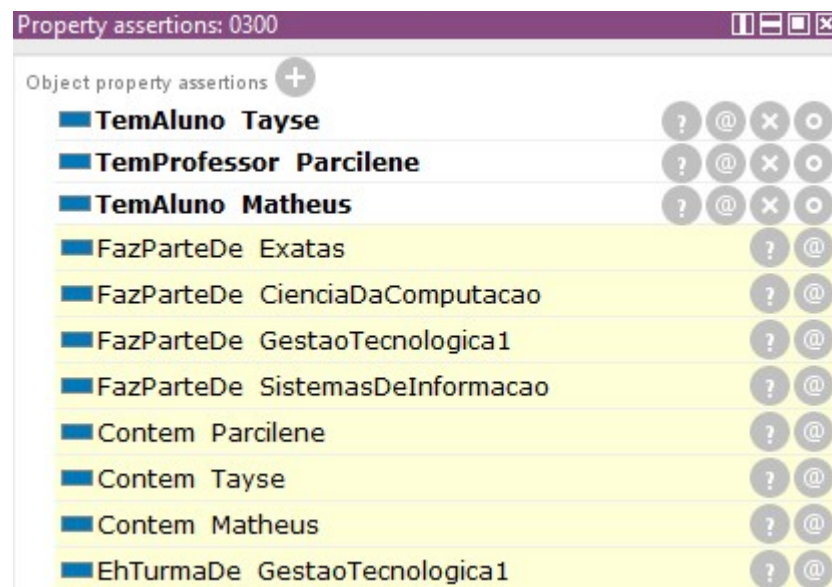 Property assertions: 0300
Object property assertions
TemAluno Tayse
TemProfessor Parcilene
TemAluno Matheus
FazParteDe Exatas
FazParteDe CienciaDaComputacao
FazParteDe GestaoTecnologica1
FazParteDe SistemasDeInformacao
Contem Parcilene
Contem Tayse
Contem Matheus
EhTurmaDe GestaoTecnologica1